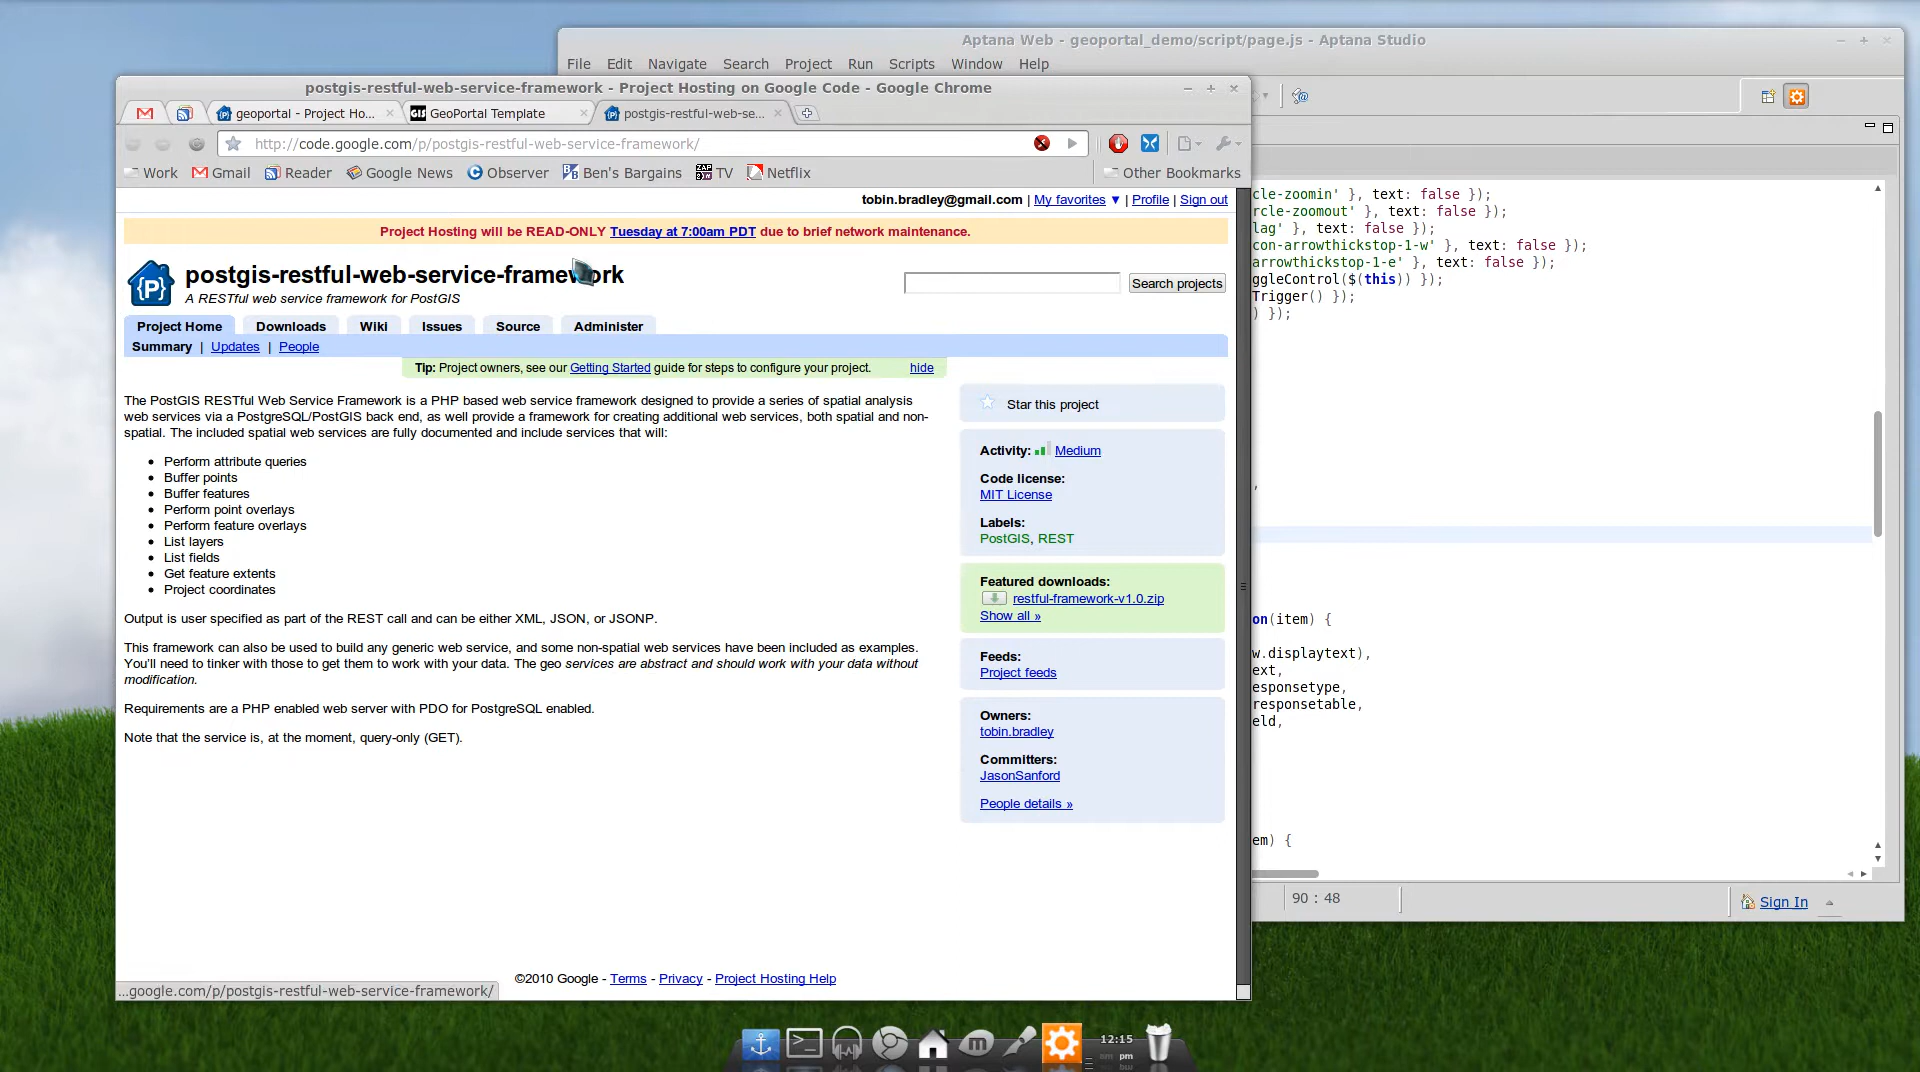 Aptana Web - geoportal_demo/script/page.js - Aptana Studio
File Edit Navigate Search Project Run Scripts Window Help
postgis-restful-web-service-framework - Project Hosting on Google Code - Google Chrome
geoportal - Project Ho...
GIS GeoPortal Template
postgis-restful-web-se...
http://code.google.com/p/postgis-restful-web-service-framework/
Work Gmail Reader Google News Observer Ben's Bargains TV Netflix Other Bookmarks
tobin.bradley@gmail.com | My favorites ▼ | Profile | Sign out
Project Hosting will be READ-ONLY Tuesday at 7:00am PDT due to brief network maintenance.
postgis-restful-web-service-framework
A RESTful web service framework for PostGIS
Search projects
Project Home Downloads Wiki Issues Source Administer
Summary | Updates | People
Tip: Project owners, see our Getting Started guide for steps to configure your project. hide
The PostGIS RESTful Web Service Framework is a PHP based web service framework designed to provide a series of spatial analysis
web services via a PostgreSQL/PostGIS back end, as well provide a framework for creating additional web services, both spatial and non-
spatial. The included spatial web services are fully documented and include services that will:
• Perform attribute queries
• Buffer points
• Buffer features
• Perform point overlays
• Perform feature overlays
• List layers
• List fields
• Get feature extents
• Project coordinates
Output is user specified as part of the REST call and can be either XML, JSON, or JSONP.
This framework can also be used to build any generic web service, and some non-spatial web services have been included as examples.
You'll need to tinker with those to get them to work with your data. The geo services are abstract and should work with your data without
modification.
Requirements are a PHP enabled web server with PDO for PostgreSQL enabled.
Note that the service is, at the moment, query-only (GET).
Star this project
Activity: Medium
Code license:
MIT License
Labels:
PostGIS, REST
Featured downloads:
restful-framework-v1.0.zip
Show all »
Feeds:
Project feeds
Owners:
tobin.bradley
Committers:
JasonSanford
People details »
©2010 Google - Terms - Privacy - Project Hosting Help
...google.com/p/postgis-restful-web-service-framework/
cle-zoomin' }, text: false });
rcle-zoomout' }, text: false });
lag' }, text: false });
con-arrowthickstop-1-w' }, text: false });
arrowthickstop-1-e' }, text: false });
ggleControl($(this)) });
Trigger() });
) });
,
on(item) {
w.displaytext),
ext,
esponsetype,
responsetable,
eld,
em) {
90 : 48
Sign In
12:15
pm